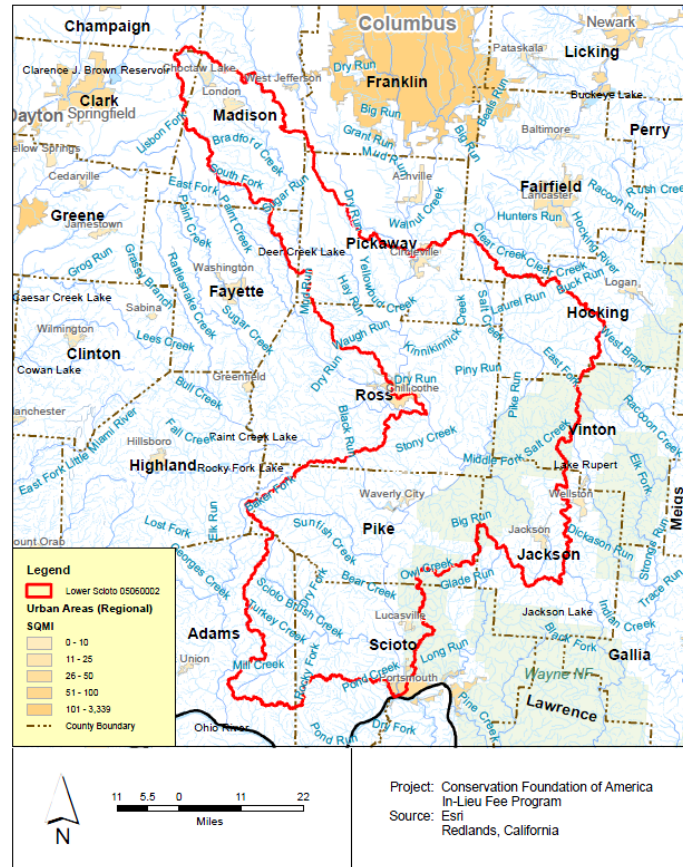 Champaign
Columbus
Newark
Pataskala
Licking
Clarence J. Brown Reservoir
Choctaw Lake
West Jefferson
Dry Run
Franklin
Clark
London
Buckeye Lake
Dayton
Springfield
Madison
Big Run
Beals Run
Lisbon Fork
Bradford Creek
Grant Run
Big Run
Baltimore
Perry
Mud Run
Cedarville
South Fork
Ashville
Fairfield
East Fork
Sugar Run
Dry Run
Lancaster
Racoon Run
Greene
Paint Creek
Paint Creek
Walnut Creek
Hunters Run
Jamestown
Pickaway
Circleville
Hocking River
Grog Run
Grassy Branch
Deer Creek Lake
Clear Creek
Clear Creek
Washington
Rattlesnake Creek
Fayette
Mud Run
Hay Run
Yellowbud Creek
Salt Creek
Laurel Run
Buck Run
Logan
Caesar Creek Lake
Sabina
Hocking
Wilmington
Sugar Creek
Waugh Run
Kinnikinnick Creek
West Branch
Lees Creek
Clinton
Cowan Lake
Dry Run
Dry Run
Piny Run
East Fork
Bull Creek
Greenfield
Ross
Chillicothe
Pike Run
Raccoon Creek
East Fork Little Miami River
Fall Creek
Black Run
Hillsboro
Paint Creek Lake
Stony Creek
Salt Creek
Vinton
Highland
Rocky Fork Lake
Middle Fork
Lake Rupert
Elk Fork
Meigs
Baker Fork
Waverly City
Wellston
Pike
Big Run
Jackson
Dickason Run
Strongs Run
Lost Fork
Elk Run
Sunfish Creek
Jackson
Georges Creek
Dry Fork
Bear Creek
Owl Creek
Glade Run
Trace Run
Scioto Brush Creek
Turkey Creek
Lucasville
Jackson Lake
Indian Creek
Adams
Scioto
Long Run
Black Fork
Gallia
Union
Mill Creek
Rocky Fork
Pond Creek
Portsmouth
Wayne NF
Lawrence
Ohio River
Pond Run
Dry Fork
Pine Creek
Legend
Lower Scioto 05060002
Urban Areas (Regional)
SQMI
0 - 10
11 - 25
26 - 50
51 - 100
101 - 3,339
County Boundary
N
11 5.5 0 11 22
Miles
Project: Conservation Foundation of America
In-Lieu Fee Program
Source: Esri
Redlands, California